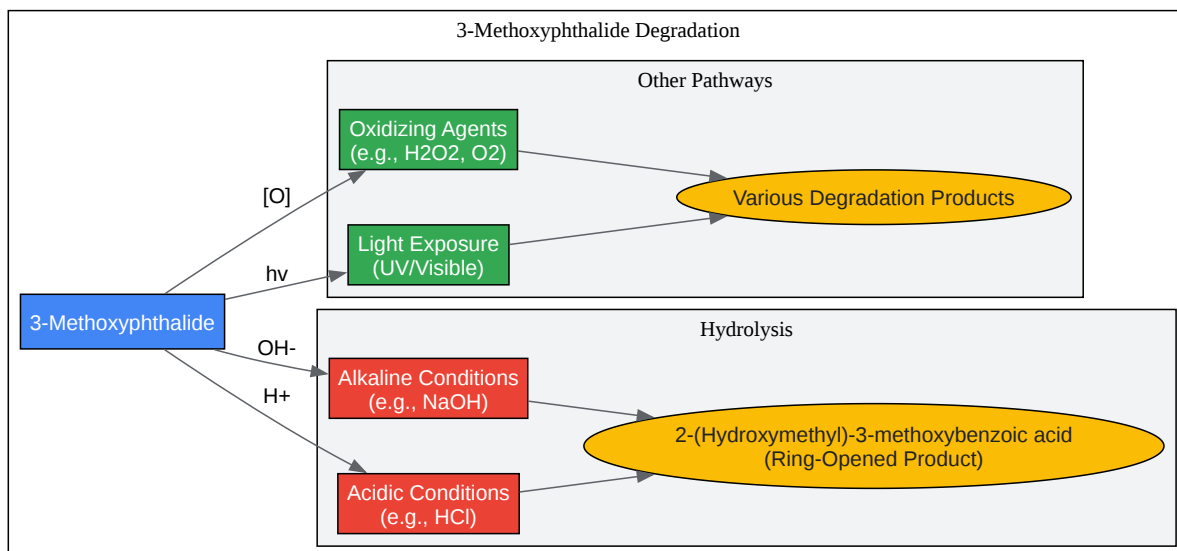 3-Methoxyphthalide Degradation
Other Pathways
Oxidizing Agents
(e.g., H2O2, O2)
[O]
Various Degradation Products
Light Exposure
(UV/Visible)
hv
3-Methoxyphthalide
Hydrolysis
OH-
Alkaline Conditions
(e.g., NaOH)
H+
2-(Hydroxymethyl)-3-methoxybenzoic acid
(Ring-Opened Product)
Acidic Conditions
(e.g., HCl)